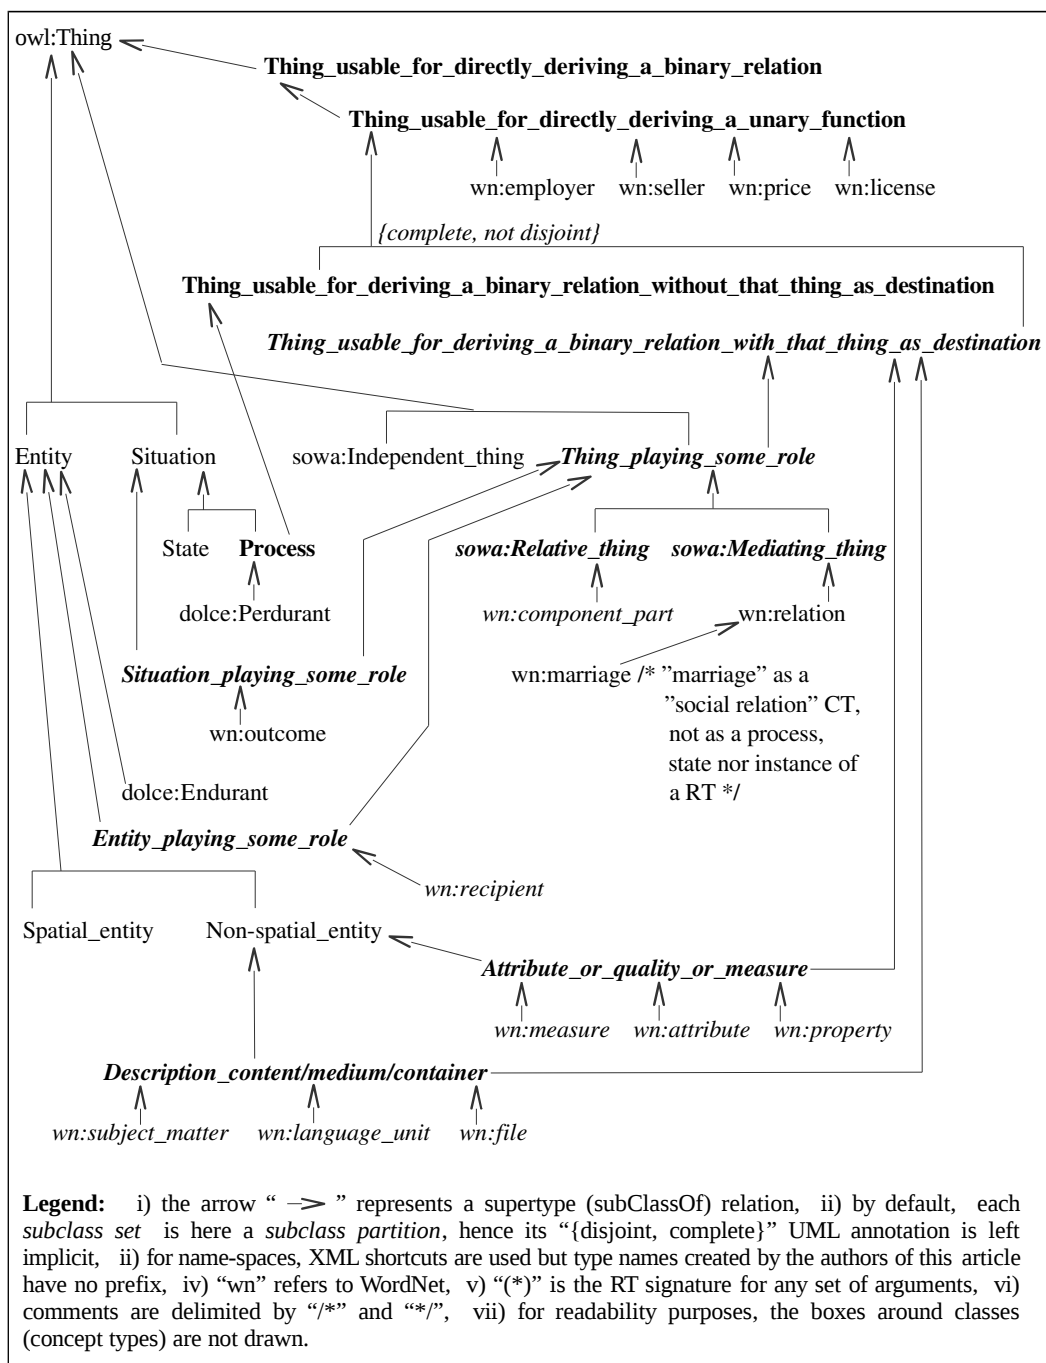 owl:Thing
Thing_usable_for_directly_deriving_a_binary_relation
Thing_usable_for_directly_deriving_a_unary_function
wn:employer wn:seller wn:price wn:license
{complete, not disjoint}
Thing_usable_for_deriving_a_binary_relation_without_that_thing_as_destination
Thing_usable_for_deriving_a_binary_relation_with_that_thing_as_destination
Entity Situation sowa:Independent_thing Thing_playing_some_role
State Process sowa:Relative_thing sowa:Mediating_thing
dolce:Perdurant wn:component_part wn:relation
Situation_playing_some_role wn:marriage /* ”marriage” as a
”social relation” CT,
wn:outcome not as a process,
state nor instance of
dolce:Endurant a RT */
Entity_playing_some_role
wn:recipient
Spatial_entity Non-spatial_entity
Attribute_or_quality_or_measure
wn:measure wn:attribute wn:property
Description_content/medium/container
wn:subject_matter wn:language_unit wn:file
Legend: i) the arrow “ ” represents a supertype (subClassOf) relation, ii) by default, each
subclass set is here a subclass partition, hence its “{disjoint, complete}” UML annotation is left
implicit, ii) for name-spaces, XML shortcuts are used but type names created by the authors of this article
have no prefix, iv) “wn” refers to WordNet, v) “(*)” is the RT signature for any set of arguments, vi)
comments are delimited by “/*” and “*/”, vii) for readability purposes, the boxes around classes
(concept types) are not drawn.